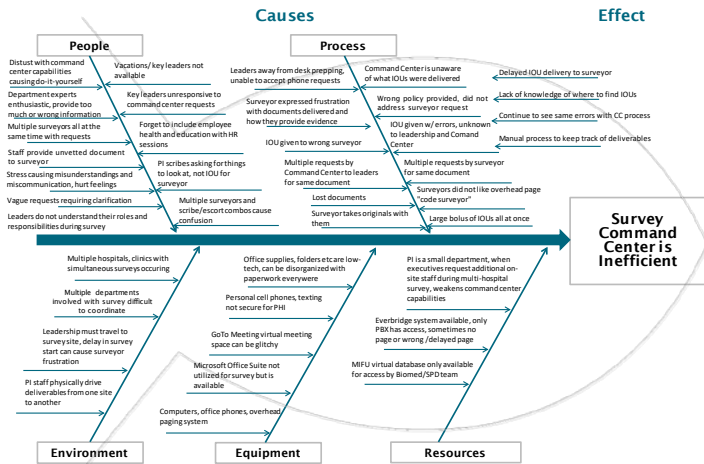 Causes
Effect
People
Process
Distust with command
center capabilities
causing do-it-yourself
Department experts
enthusiastic, provide too
much or wrong information
Multiple surveyors all at the
same time with requests
Staff provide unvetted document
to surveyor
Stress causing misunderstandings and
miscommunication, hurt feelings
Vague requests requiring clarification
Leaders do not understand their roles and
responsibilities during survey
Vacations/ key leaders not
available
Key leaders unresponsive to
command center requests
Forget to include employee
health and education with HR
sessions
PI scribes asking for things
to look at, not IOU for
surveyor
Multiple surveyors and
scribe/escort combos cause
confusion
Leaders away from desk prepping,
unable to accept phone requests
Surveyor expressed frustration
with documents delivered and
how they provide evidence
IOU given to wrong surveyor
Multiple requests by
Command Center to leaders
for same document
Lost documents
Surveyor takes originals with
them
Command Center is unaware
of what IOUs were delivered
Wrong policy provided, did not
address surveyor request
IOU given w/ errors, unknown to
leadership and Comand
Center
Multiple requests by surveyor
for same document
Surveyors did not like overhead page
"code surveyor"
Large bolus of IOUs all at once
Delayed IOU delivery to surveyor
Lack of knowledge of where to find IOUs
Continue to see same errors with CC process
Manual process to keep track of deliverables
Survey
Command
Center is
Inefficient
Multiple hospitals, clinics with
simultaneous surveys occuring
Multiple departments
involved with survey difficult to
coordinate
Leadership must travel to
survey site, delay in survey
start can cause surveyor
frustration
PI staff physically drive
deliverables from one site
to another
Office supplies, folders etc are low-
tech, can be disorganized with
paperwork everywhere
Personal cell phones, texting
not secure for PHI
GoTo Meeting virtual meeting
space can be glitchy
Microsoft Office Suite not
utilized for survey but is
available
Computers, office phones, overhead
paging system
PI is a small department, when
executives request additional on-
site staff during multi-hospital
survey, weakens command center
capabilities
Everbridge system available, only
PBX has access, sometimes no
page or wrong /delayed page
MIFU virtual database only available
for access by Biomed/SPD team
Environment
Equipment
Resources